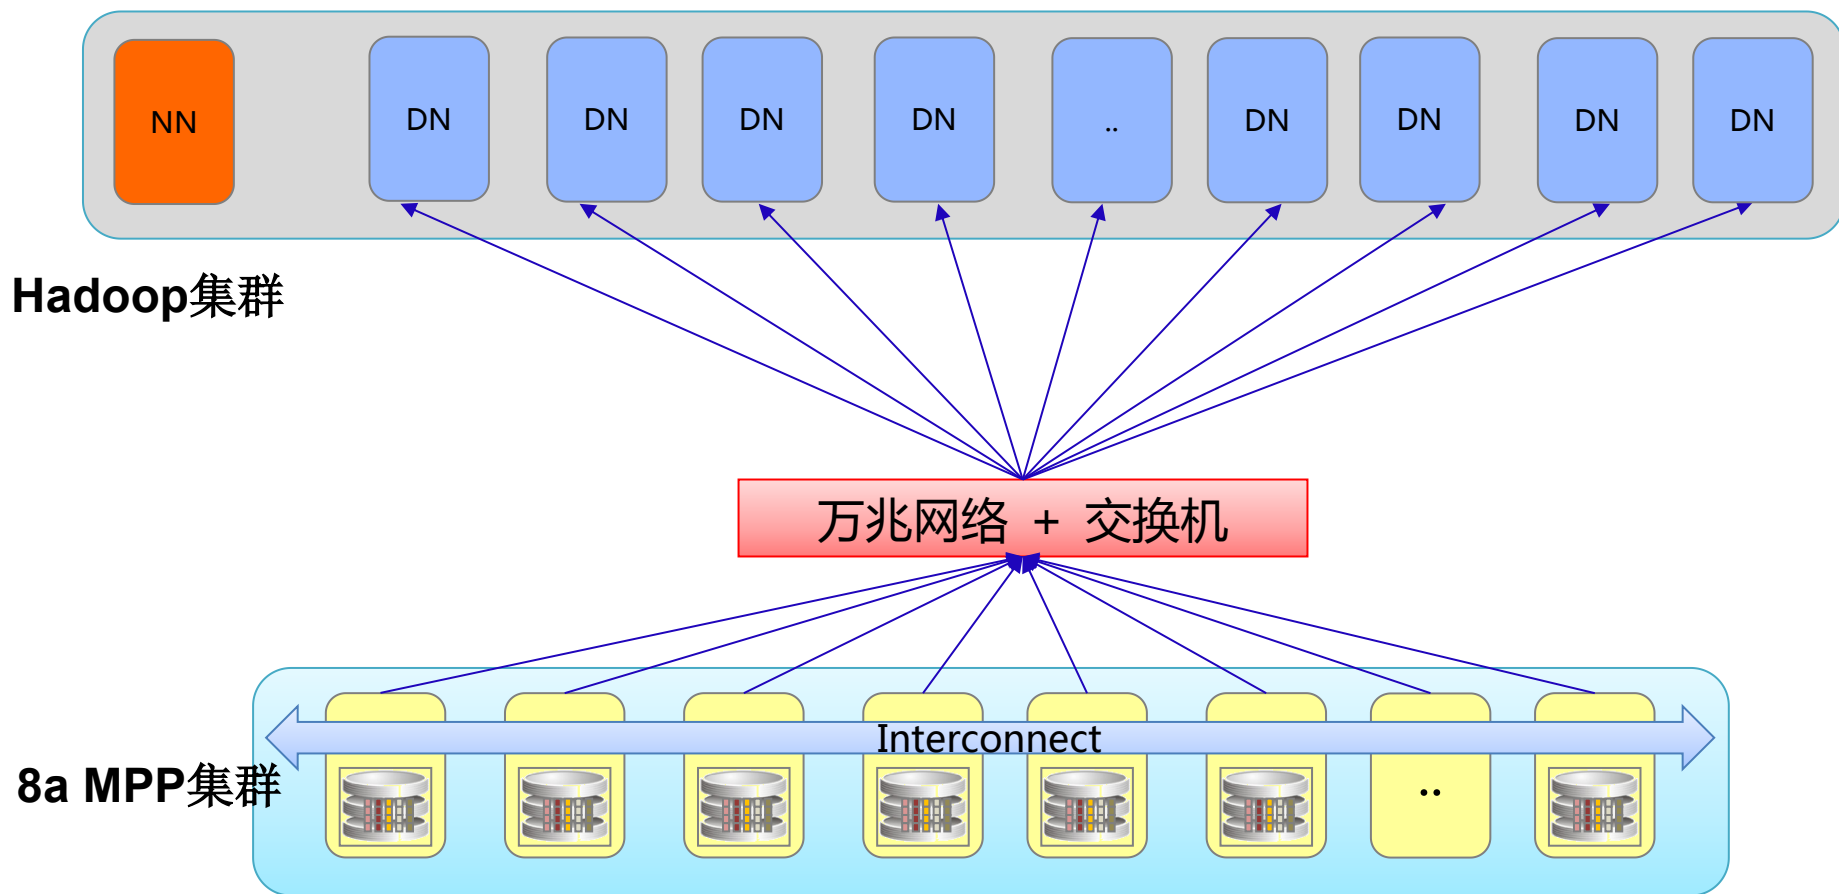 NN DN DN DN DN .. DN DN DN DN
Hadoop集群
万兆网络 + 交换机
Interconnect
8a MPP集群
..